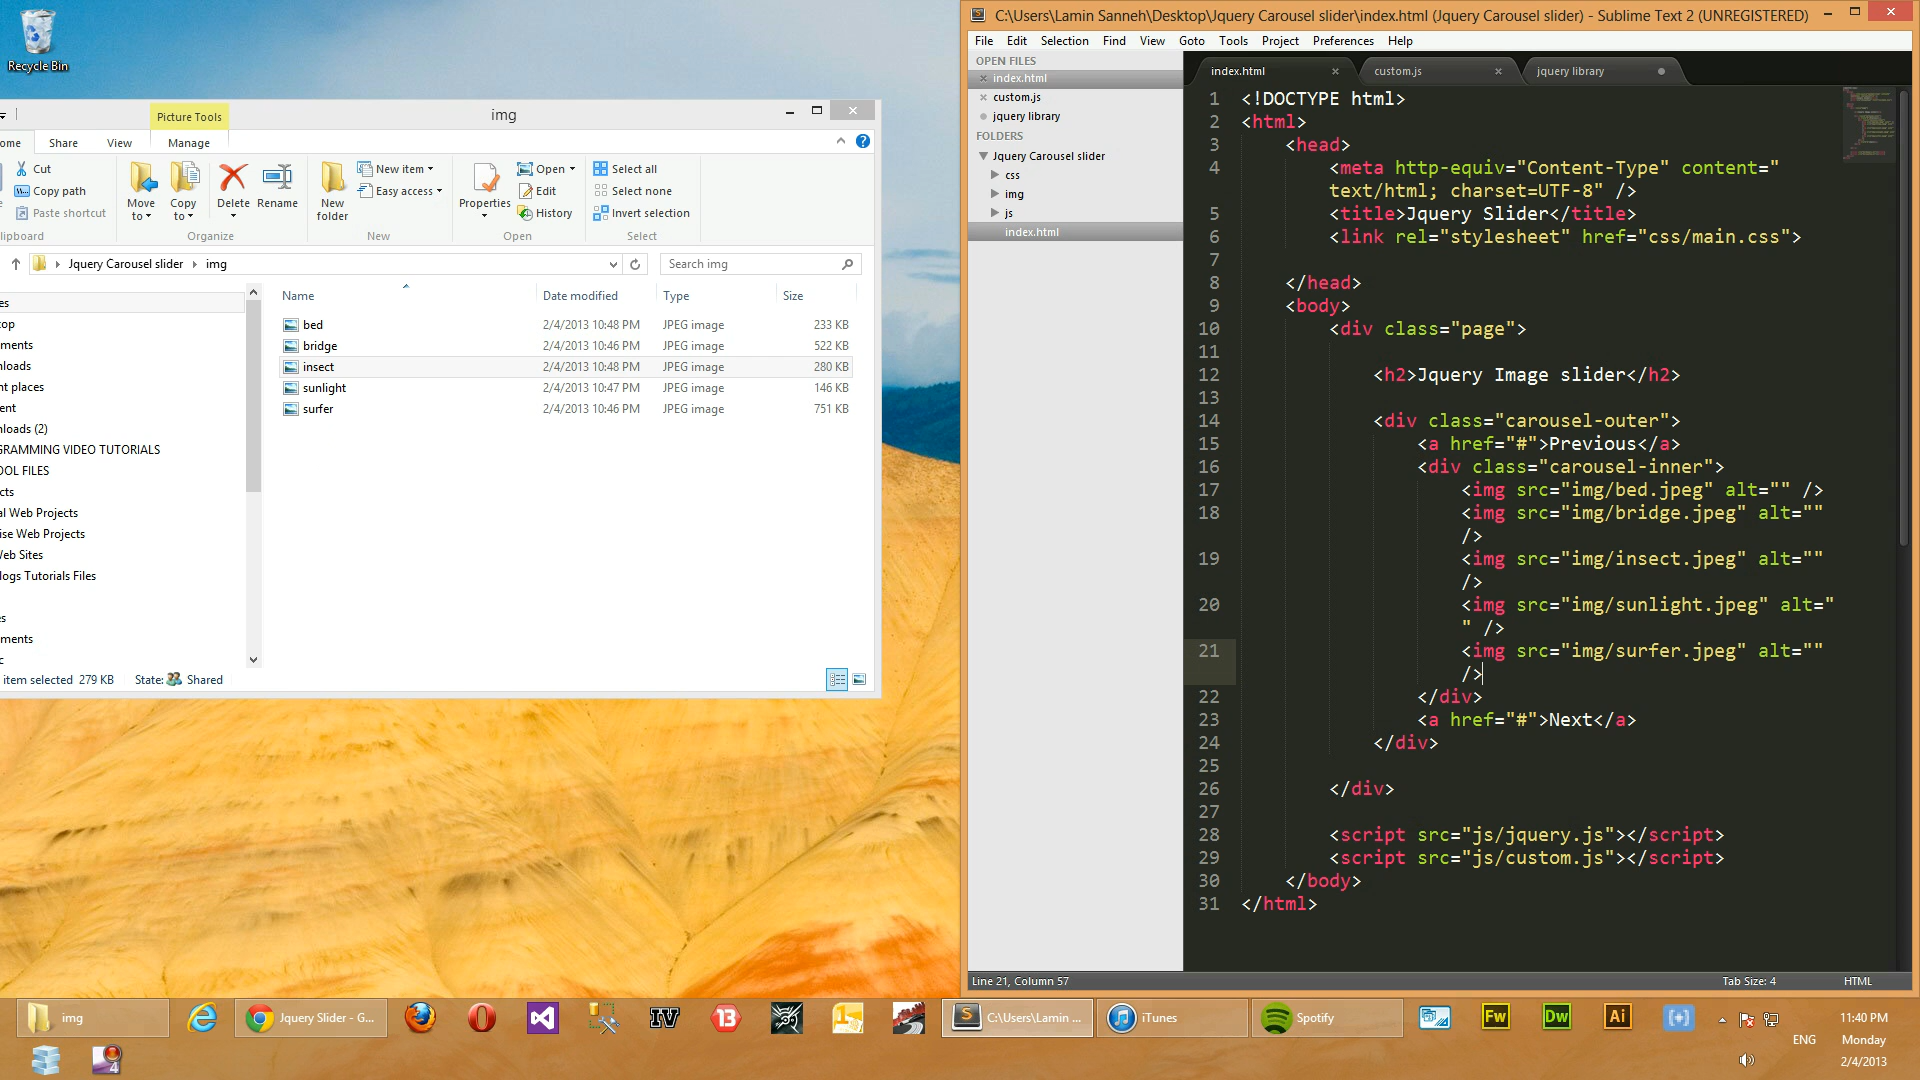 Recycle Bin
Picture Tools
img
ome Share View Manage
Cut
Copy path
Paste shortcut
lipboard
Move to
Copy to
Delete
Rename
Organize
New folder
New item
Easy access
New
Properties
Open
Edit
History
Open
Select all
Select none
Invert selection
Select
Jquery Carousel slider img
Search img
Name Date modified Type Size
bed 2/4/2013 10:48 PM JPEG image 233 KB
bridge 2/4/2013 10:46 PM JPEG image 522 KB
insect 2/4/2013 10:48 PM JPEG image 280 KB
sunlight 2/4/2013 10:47 PM JPEG image 146 KB
surfer 2/4/2013 10:46 PM JPEG image 751 KB
es
top
ments
nloads
nt places
ent
nloads (2)
GRAMMING VIDEO TUTORIALS
OOL FILES
cts
al Web Projects
ise Web Projects
Web Sites
logs Tutorials Files
es
ments
c
item selected 279 KB State: Shared
C:\Users\Lamin Sanneh\Desktop\Jquery Carousel slider\index.html (Jquery Carousel slider) - Sublime Text 2 (UNREGISTERED)
File Edit Selection Find View Goto Tools Project Preferences Help
OPEN FILES
index.html
custom.js
jquery library
FOLDERS
Jquery Carousel slider
css
img
js
index.html
index.html custom.js jquery library
1 <!DOCTYPE html>
2 <html>
3 <head>
4 <meta http-equiv="Content-Type" content="
text/html; charset=UTF-8" />
5 <title>Jquery Slider</title>
6 <link rel="stylesheet" href="css/main.css">
7
8 </head>
9 <body>
10 <div class="page">
11
12 <h2>Jquery Image slider</h2>
13
14 <div class="carousel-outer">
15 <a href="#">Previous</a>
16 <div class="carousel-inner">
17 <img src="img/bed.jpeg" alt="" />
18 <img src="img/bridge.jpeg" alt=""
/>
19 <img src="img/insect.jpeg" alt=""
/>
20 <img src="img/sunlight.jpeg" alt="
" />
21 <img src="img/surfer.jpeg" alt=""
/>
22 </div>
23 <a href="#">Next</a>
24 </div>
25
26 </div>
27
28 <script src="js/jquery.js"></script>
29 <script src="js/custom.js"></script>
30 </body>
31 </html>
Line 21, Column 57 Tab Size: 4 HTML
img
Jquery Slider - G...
IV
13
C:\Users\Lamin ...
iTunes
Spotify
Fw
Dw
Ai
ENG
11:40 PM
Monday
2/4/2013
4